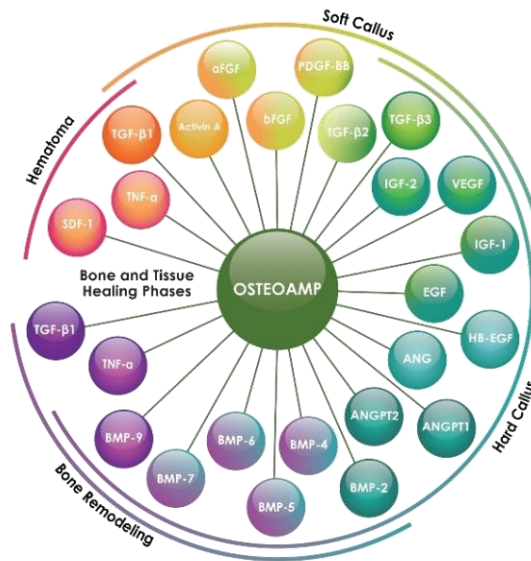 Soft Callus
aFGF
PDGF-BB
TGF-β1
Activin A
bFGF
TGF-β2
TGF-β3
Hematoma
TNF-α
IGF-2
VEGF
SDF-1
IGF-1
Bone and Tissue
Healing Phases
OSTEOAMP
EGF
TGF-β1
HB-EGF
TNF-α
ANG
ANGPT2
ANGPT1
Hard Callus
BMP-9
BMP-6
BMP-4
BMP-7
BMP-5
BMP-2
Bone Remodeling